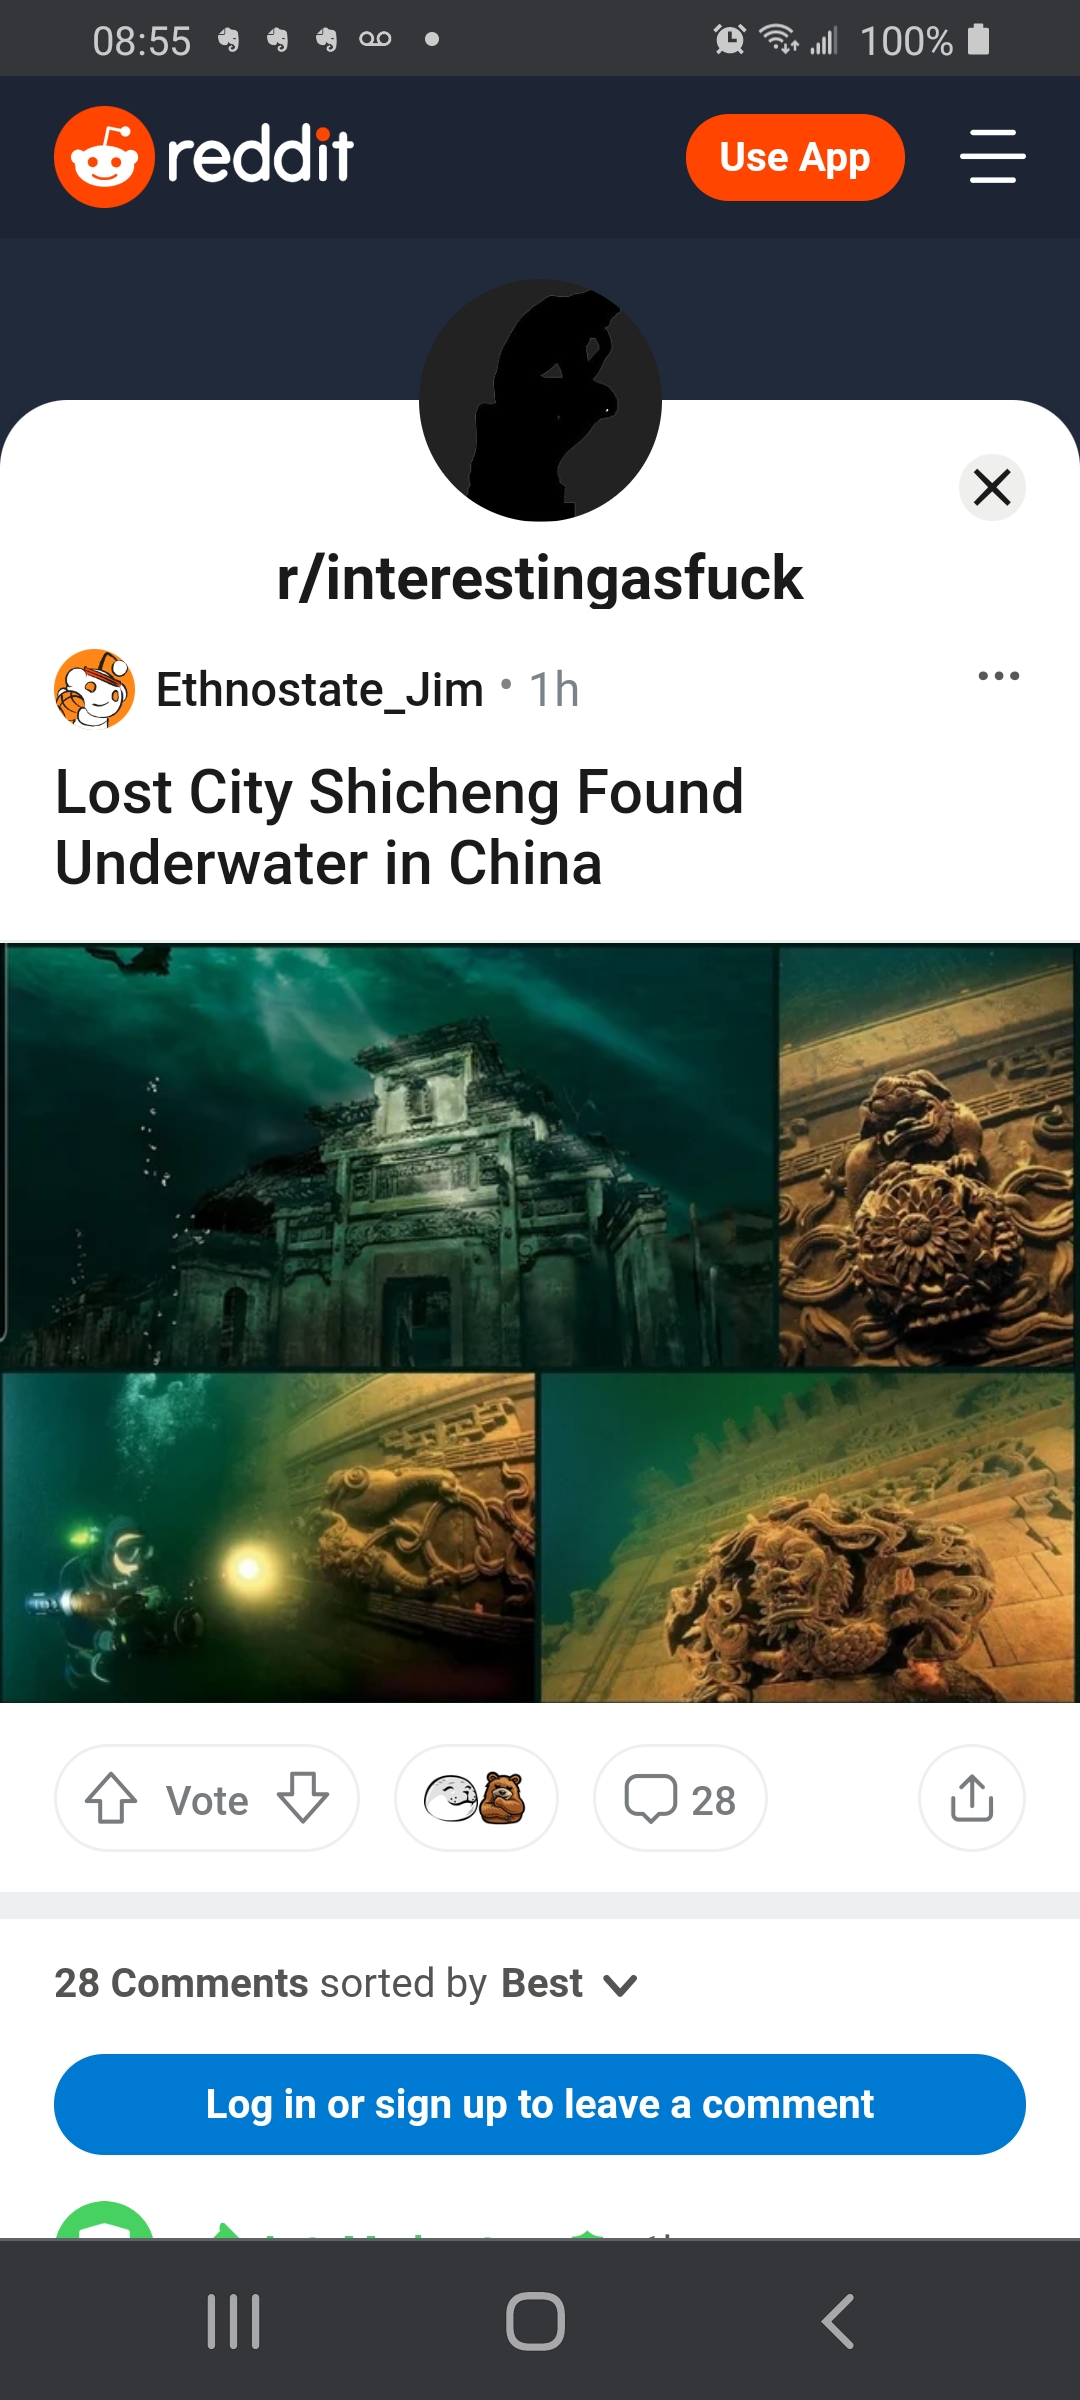 08:55 100%
reddit Use App
r/interestingasfuck
Ethnostate_Jim • 1h
Lost City Shicheng Found
Underwater in China
Vote 28
28 Comments sorted by Best
Log in or sign up to leave a comment